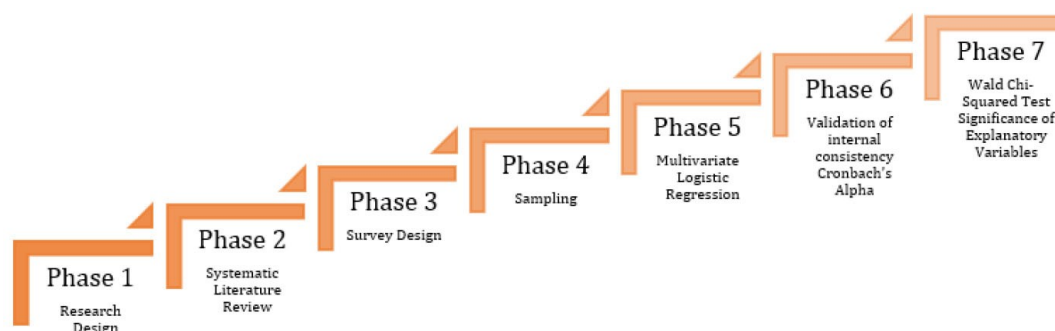 Phase 1
Research
Design
Phase 2
Systematic
Literature
Review
Phase 3
Survey Design
Phase 4
Sampling
Phase 5
Multivariate
Logistic
Regression
Phase 6
Validation of
internal
consistency
Cronbach's
Alpha
Phase 7
Wald Chi-
Squared Test
Significance of
Explanatory
Variables